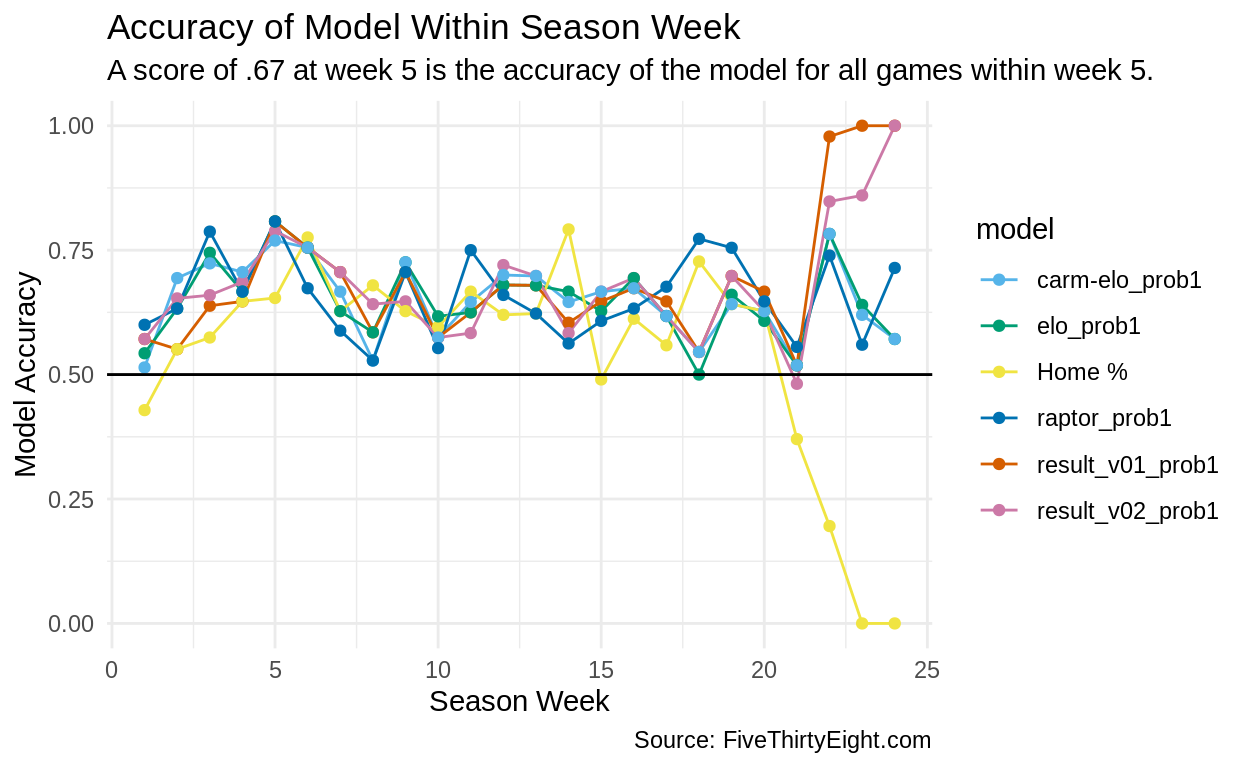 Accuracy of Model Within Season Week
A score of .67 at week 5 is the accuracy of the model for all games within week 5.
Model Accuracy
1.00
0.75
0.50
0.25
0.00
0 5 10 15 20 25
Season Week
model
carm-elo_prob1
elo_prob1
Home %
raptor_prob1
result_v01_prob1
result_v02_prob1
Source: FiveThirtyEight.com